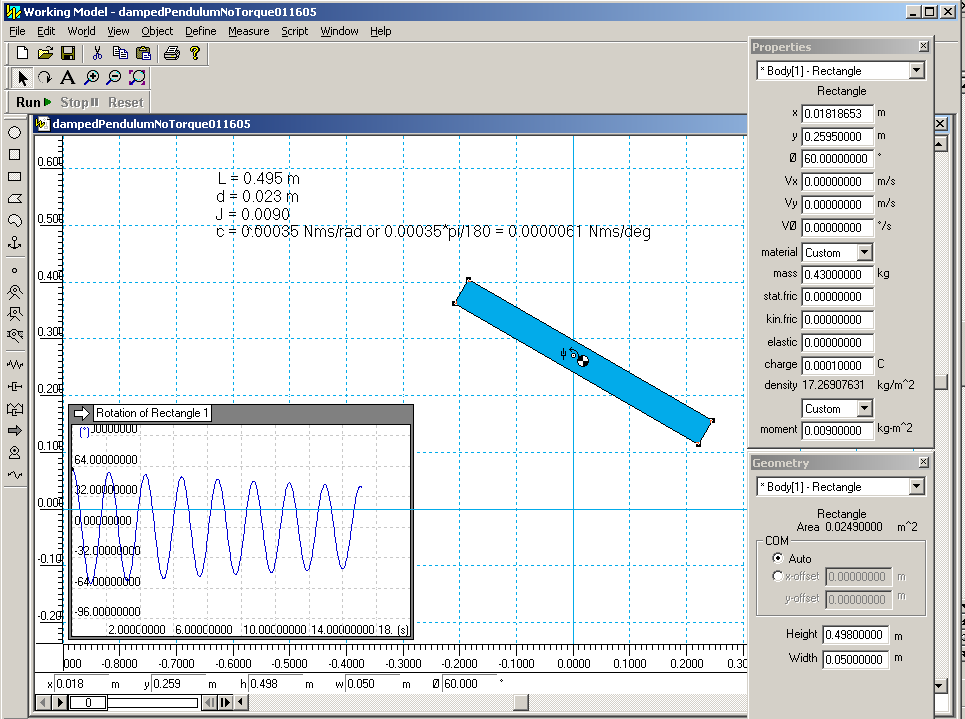 Working Model - dampedPendulumNoTorque011605
File Edit World View Object Define Measure Script Window Help
Run Stop Reset
dampedPendulumNoTorque011605
L = 0.495 m
d = 0.023 m
J = 0.0090
c = 0.00035 Nms/rad or 0.00035*pi/180 = 0.0000061 Nms/deg
0.600
0.500
0.400
0.300
0.200
0.100
0.000
-0.10
-0.20
Rotation of Rectangle 1
(°)
64.00000000
32.00000000
0.00000000
-32.00000000
-64.00000000
-96.00000000
2.00000000 6.00000000 10.00000000 14.00000000 18. (s)
000 -0.8000 -0.7000 -0.6000 -0.5000 -0.4000 -0.3000 -0.2000 -0.1000 0.0000 0.1000 0.2000 0.30
x 0.018 m y 0.259 m h 0.498 m w 0.050 m Ø 60.000 °
0
Properties
* Body[1] - Rectangle
Rectangle
x 0.01818653 m
y 0.25950000 m
Ø 60.00000000 °
Vx 0.00000000 m/s
Vy 0.00000000 m/s
VØ 0.00000000 °/s
material Custom
mass 0.43000000 kg
stat.fric 0.00000000
kin.fric 0.00000000
elastic 0.00000000
charge 0.00010000 C
density 17.26907631 kg/m^2
Custom
moment 0.00900000 kg-m^2
Geometry
* Body[1] - Rectangle
Rectangle
Area 0.02490000 m^2
COM
Auto
x-offset 0.00000000 m
y-offset 0.00000000 m
Height 0.49800000 m
Width 0.05000000 m